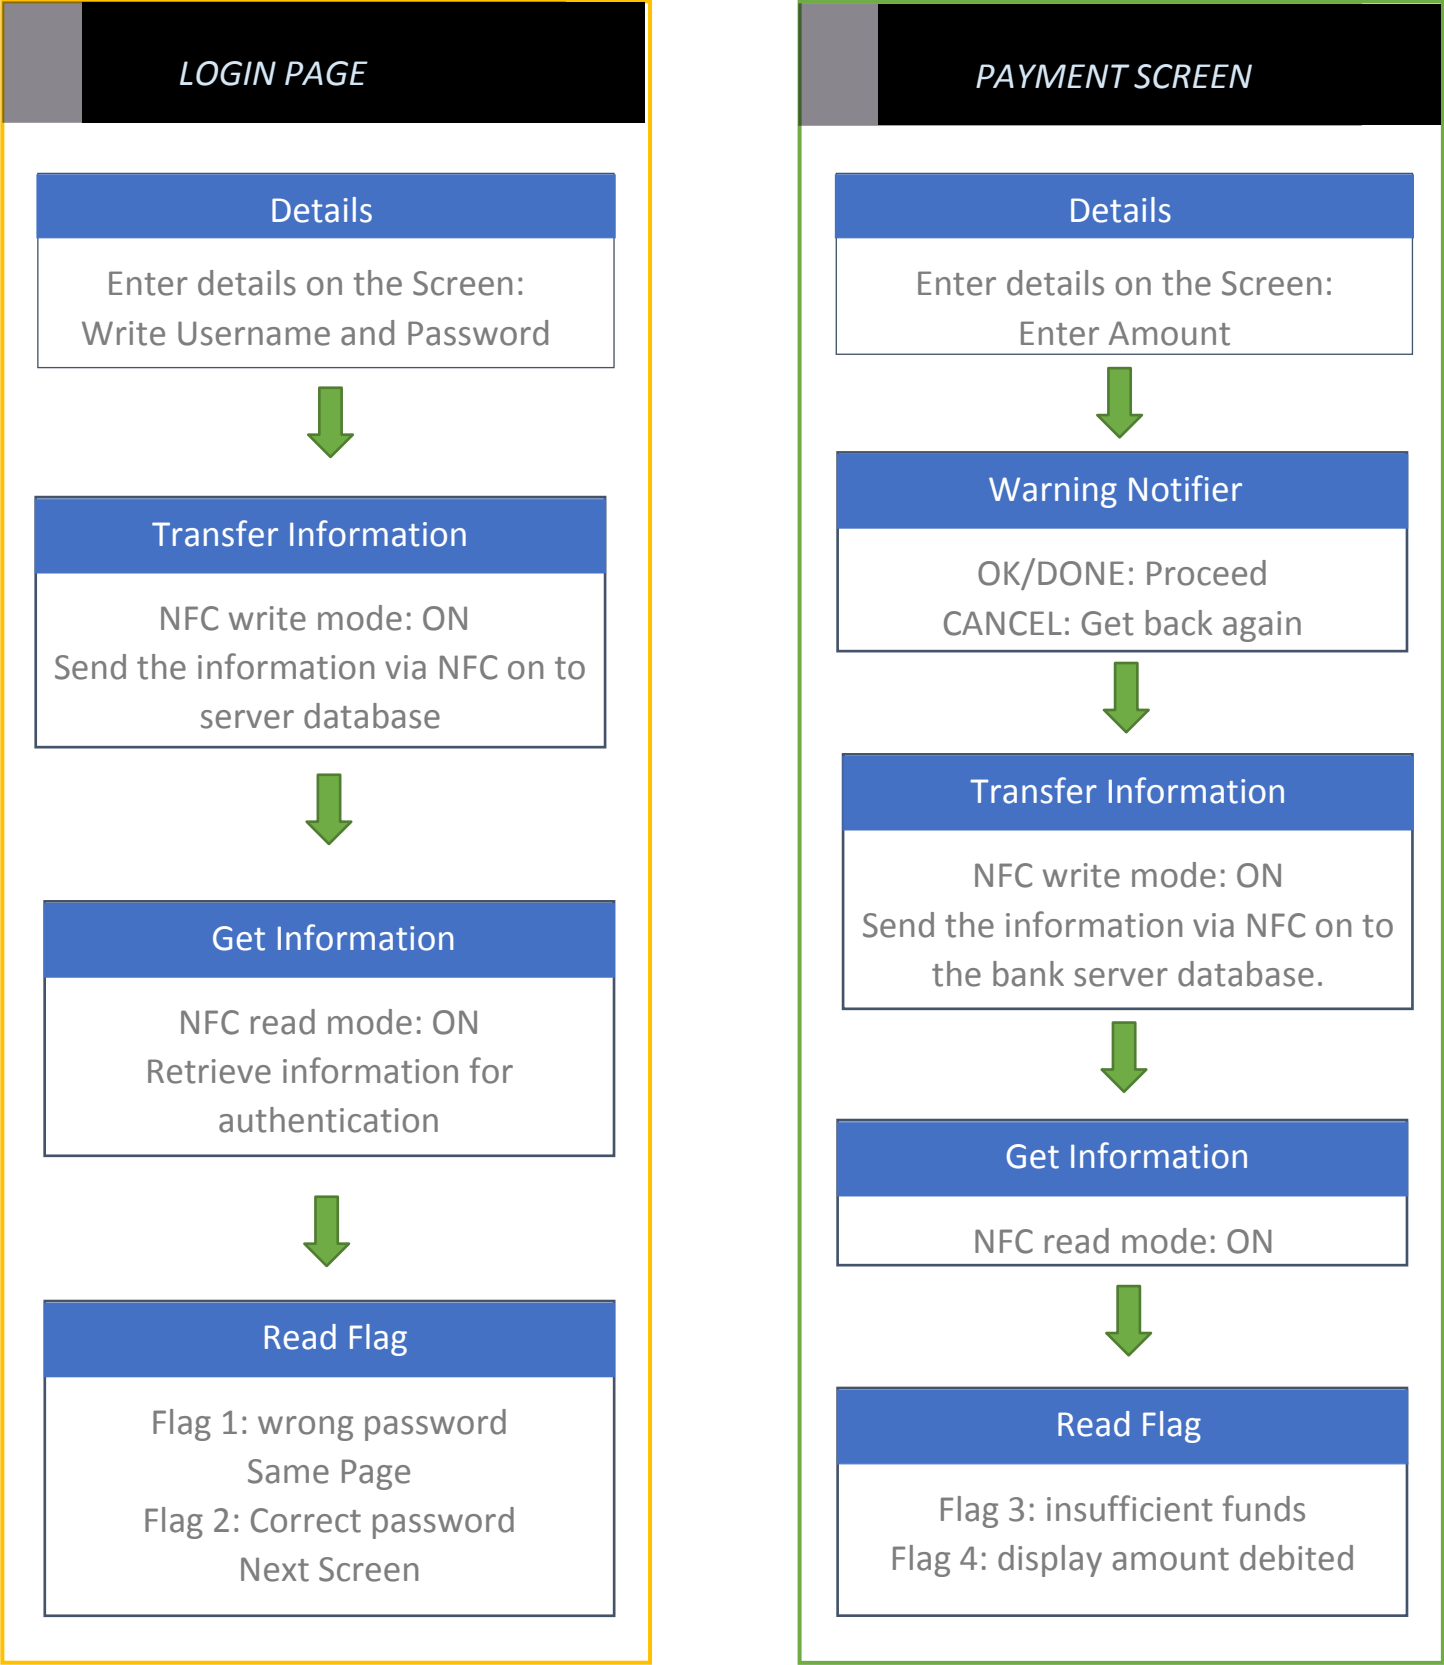 LOGIN PAGE
Details
Enter details on the Screen:
Write Username and Password
Transfer Information
NFC write mode: ON
Send the information via NFC on to
server database
Get Information
NFC read mode: ON
Retrieve information for
authentication
Read Flag
Flag 1: wrong password
Same Page
Flag 2: Correct password
Next Screen
PAYMENT SCREEN
Details
Enter details on the Screen:
Enter Amount
Warning Notifier
OK/DONE: Proceed
CANCEL: Get back again
Transfer Information
NFC write mode: ON
Send the information via NFC on to
the bank server database.
Get Information
NFC read mode: ON
Read Flag
Flag 3: insufficient funds
Flag 4: display amount debited